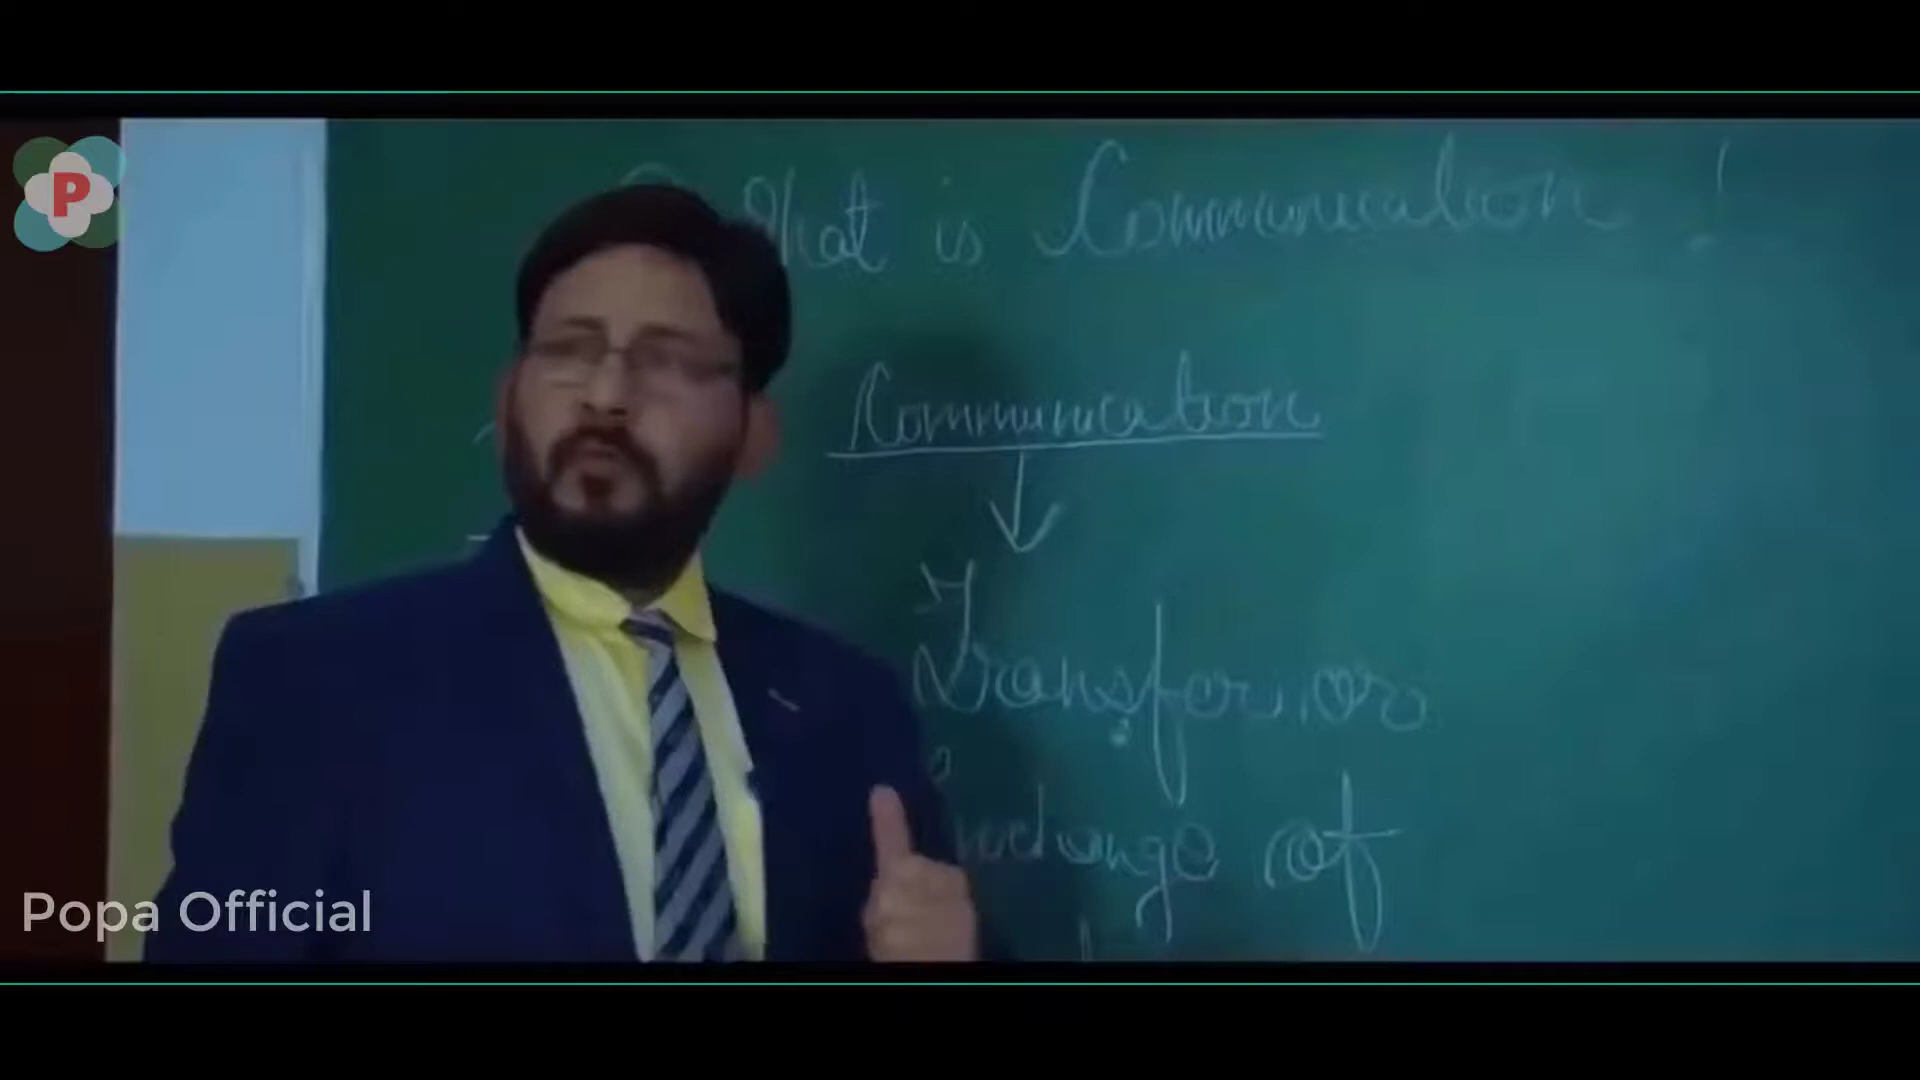 P
What is Communication !
Communication
Transfer or
exchange of
Popa Official